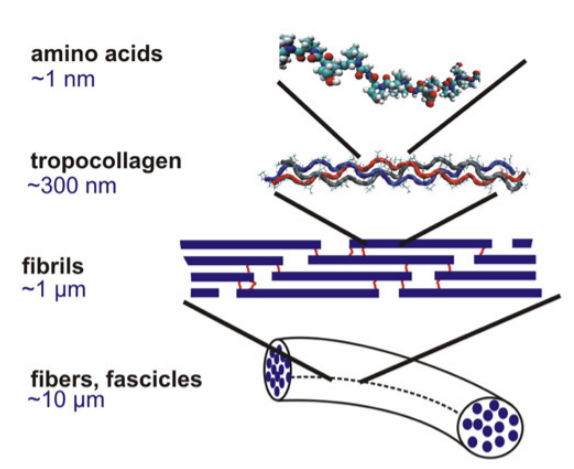 amino acids
~1 nm
tropocollagen
~300 nm
fibrils
~1 μm
fibers, fascicles
~10 μm